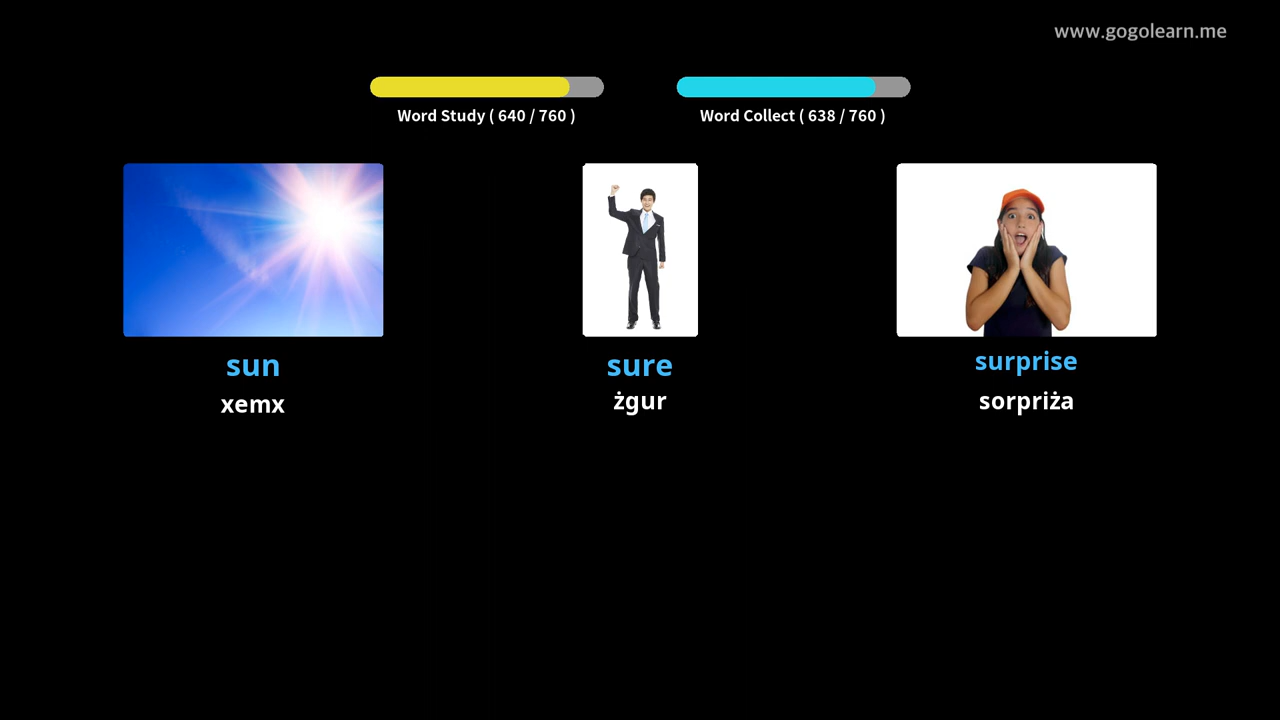 www.gogolearn.me
Word Study ( 640 / 760 )
Word Collect ( 638 / 760 )
sun
xemx
sure
żgur
surprise
sorpriża